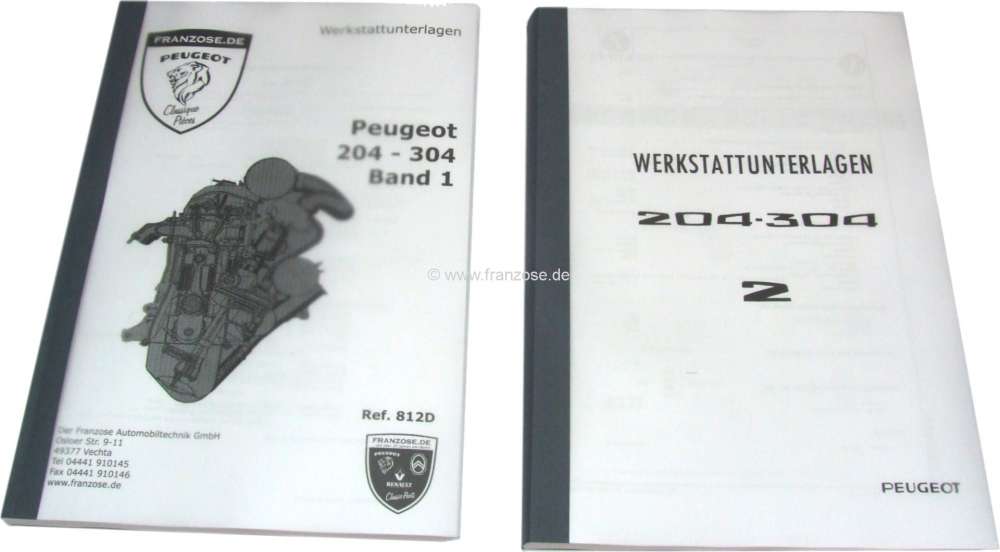 FRANZOSE.DE
PEUGEOT
Classique
Pièces
Werkstattunterlagen
Peugeot
204 - 304
Band 1
Ref. 812D
Der Franzose Automobiltechnik GmbH
Osloer Str. 9-11
49377 Vechta
Tel 04441 910145
Fax 04441 910146
www.franzose.de
FRANZOSE.DE
PEUGEOT
RENAULT
Classic Parts
© www.franzose.de
WERKSTATTUNTERLAGEN
204-304
2
PEUGEOT